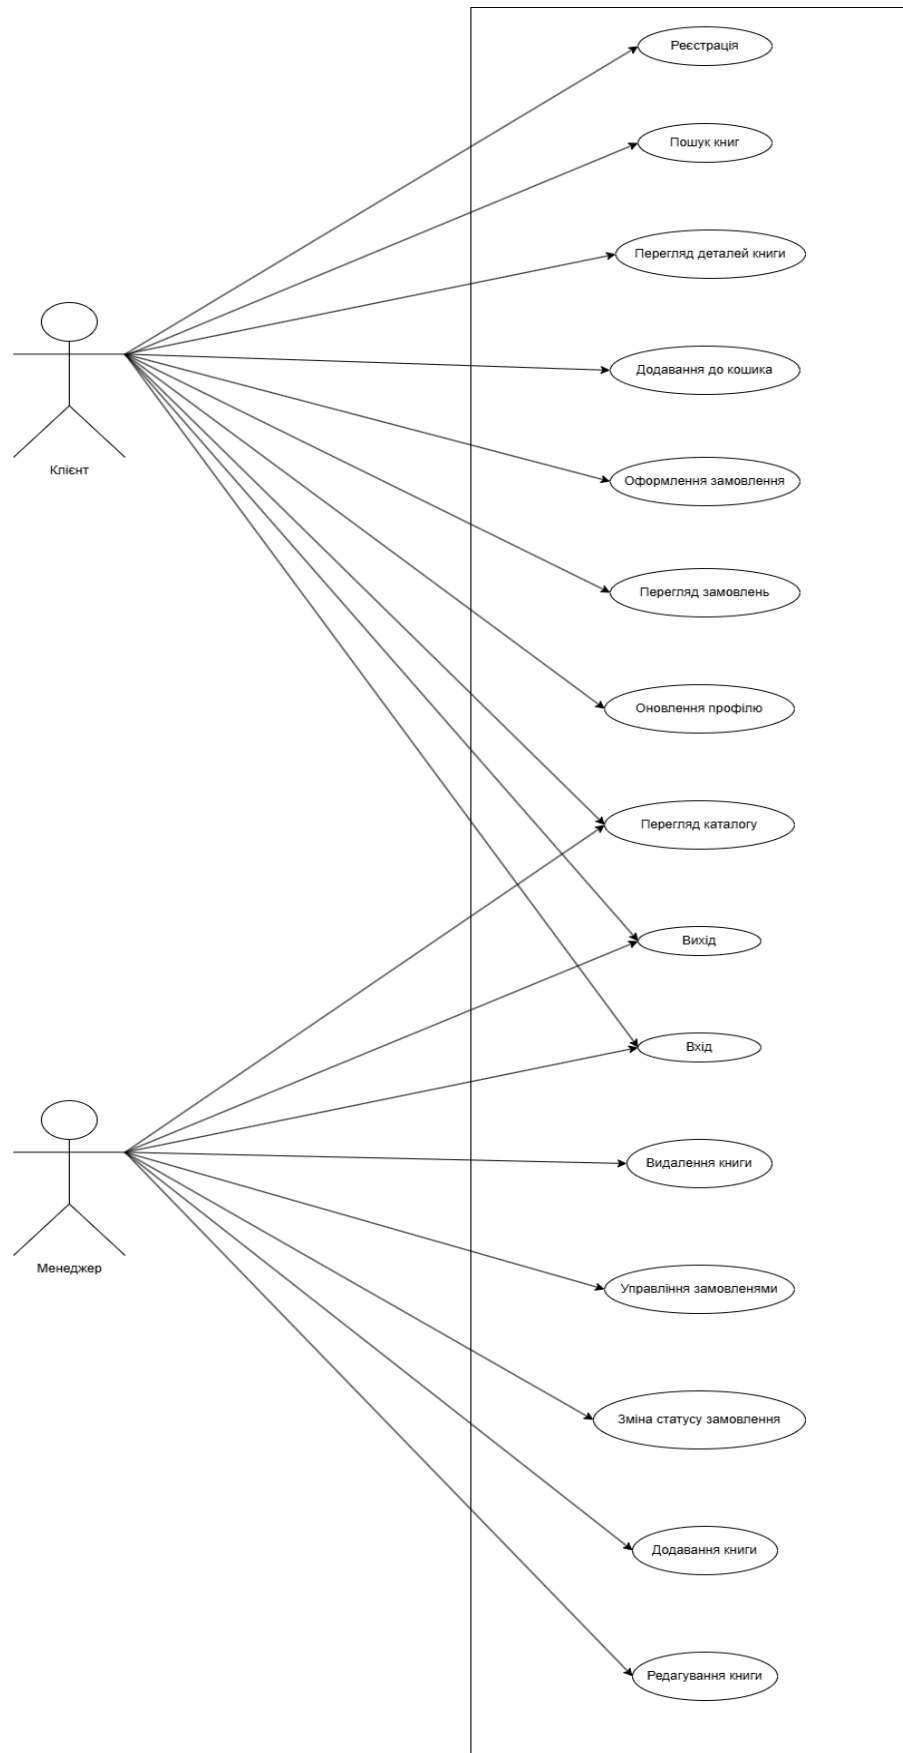 Реєстрація
Пошук книг
Перегляд деталей книги
Додавання до кошика
Клієнт
Оформлення замовлення
Перегляд замовлень
Оновлення профілю
Перегляд каталогу
Вихід
Вхід
Видалення книги
Менеджер
Управління замовленями
Зміна статусу замовлення
Додавання книги
Редагування книги